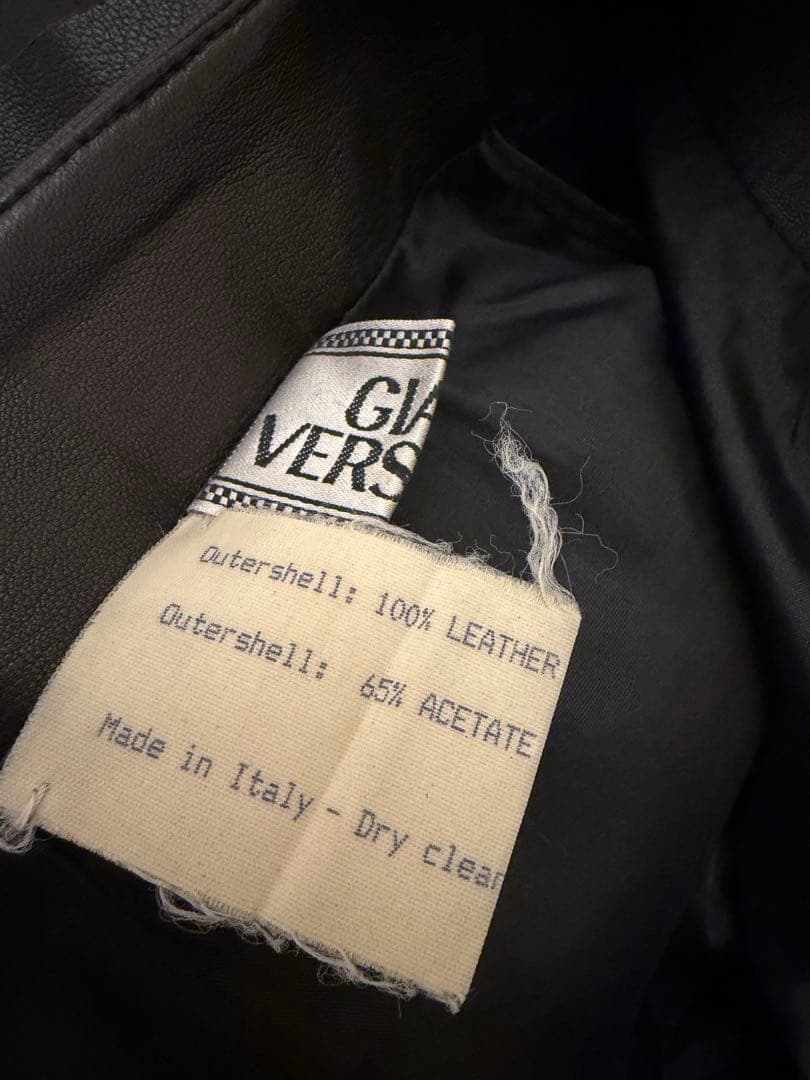 GIA
VERS
Outershell: 100% LEATHER
Outershell: 65% ACETATE
Made in Italy - Dry clean